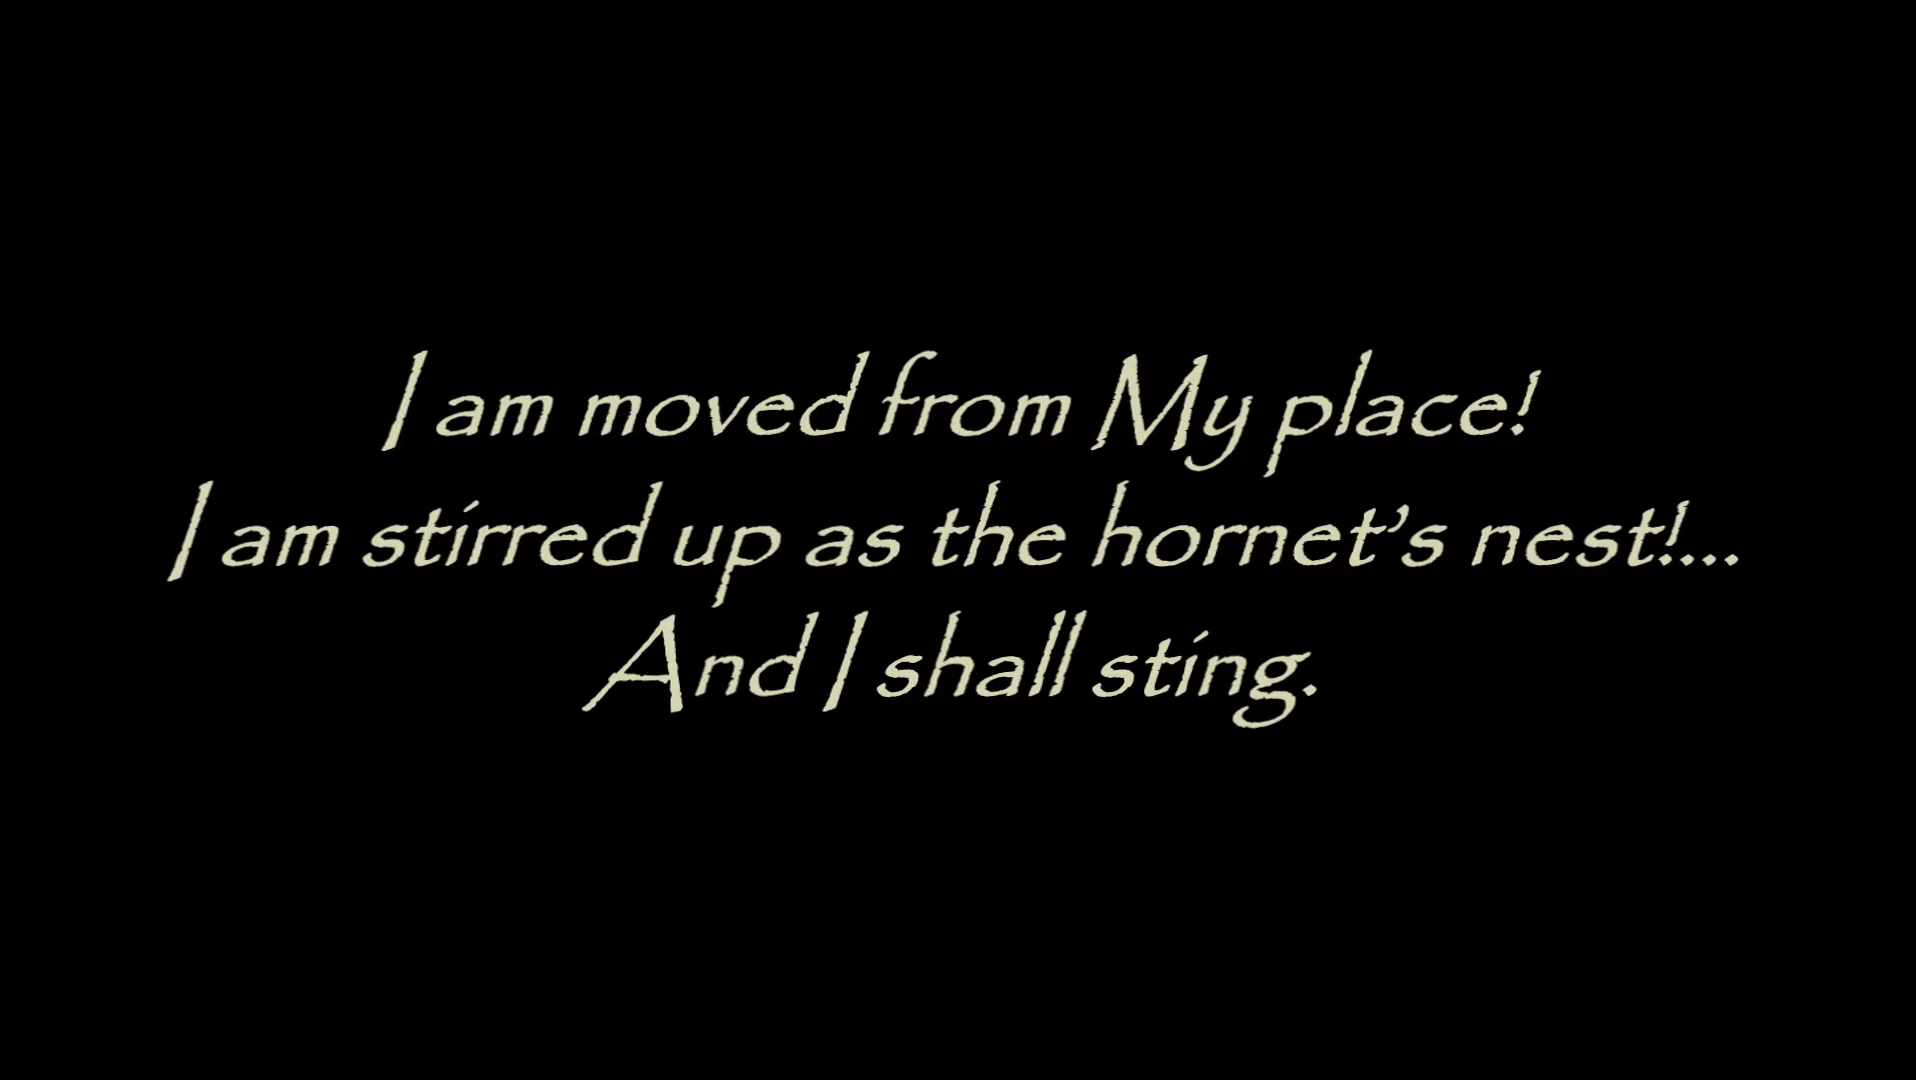 I am moved from My place!
I am stirred up as the hornet’s nest!...
And I shall sting.